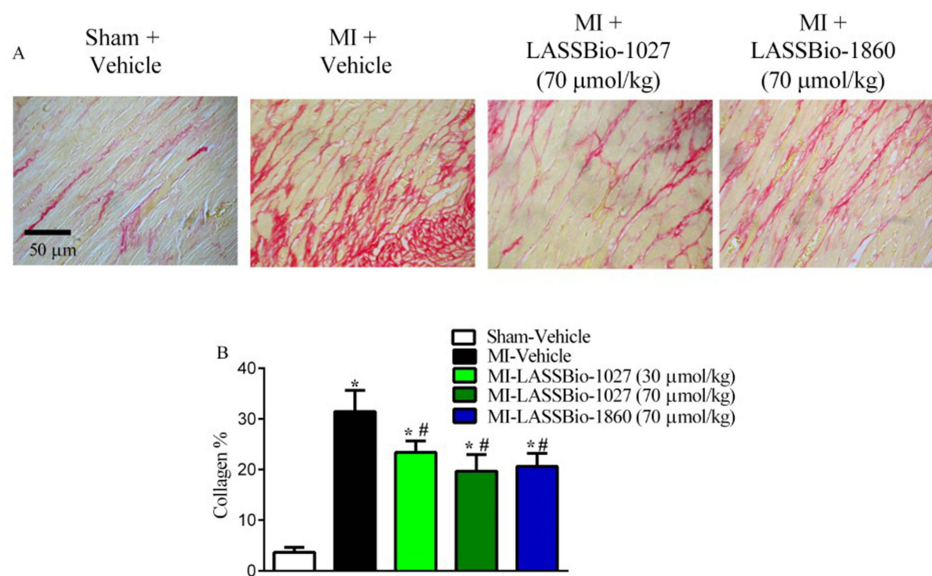 A
Sham +
Vehicle
MI +
Vehicle
MI +
LASSBio-1027
(70 μmol/kg)
MI +
LASSBio-1860
(70 μmol/kg)
50 μm
B
Sham-Vehicle
MI-Vehicle
MI-LASSBio-1027 (30 μmol/kg)
MI-LASSBio-1027 (70 μmol/kg)
MI-LASSBio-1860 (70 μmol/kg)
Collagen %
40
30
20
10
0
*
* #
* #
*#